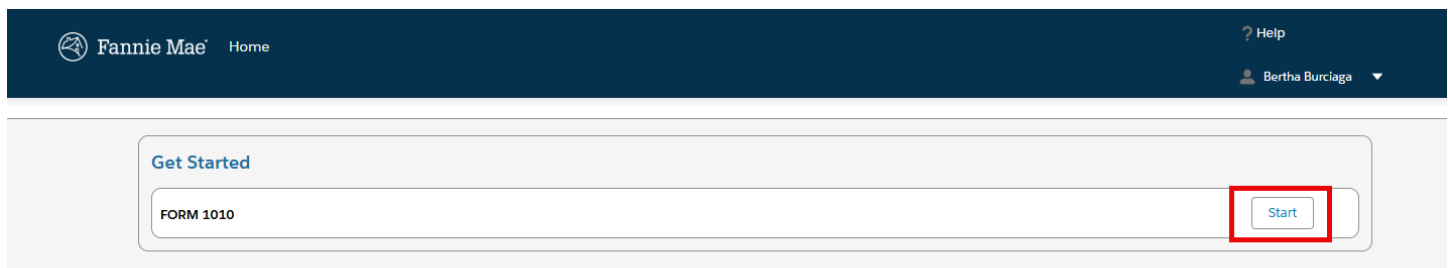 Fannie Mae Home
? Help
Bertha Burciaga
Get Started
FORM 1010
Start